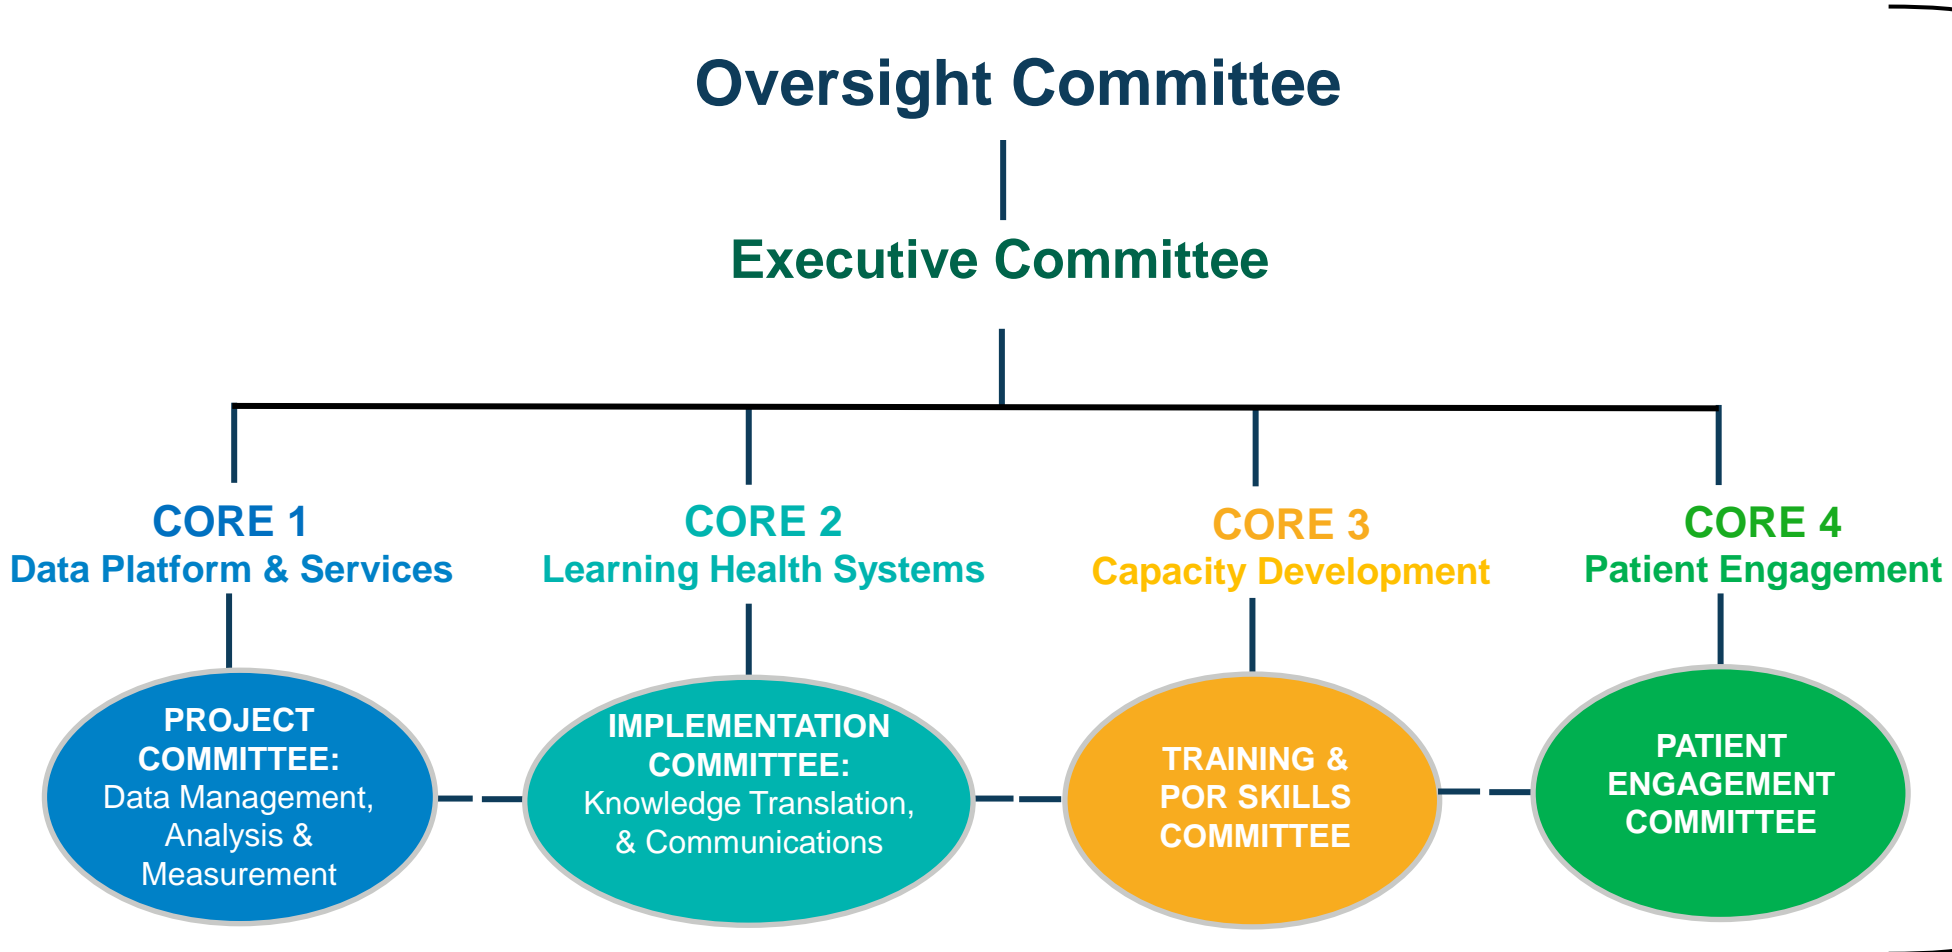 Oversight Committee
Executive Committee
CORE 1
Data Platform & Services
CORE 2
Learning Health Systems
CORE 3
Capacity Development
CORE 4
Patient Engagement
PROJECT
COMMITTEE:
Data Management,
Analysis &
Measurement
IMPLEMENTATION
COMMITTEE:
Knowledge Translation,
& Communications
TRAINING &
POR SKILLS
COMMITTEE
PATIENT
ENGAGEMENT
COMMITTEE